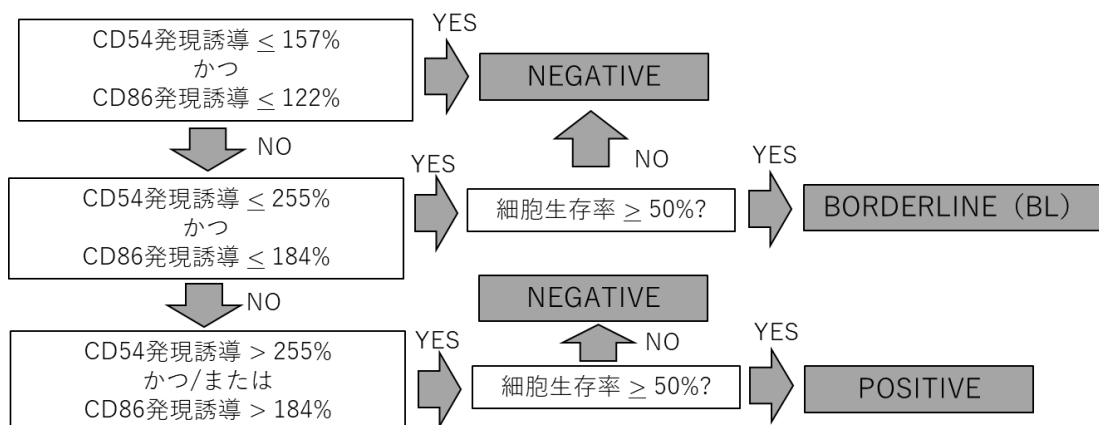 CD54発現誘導 ≤ 157%
かつ
CD86発現誘導 ≤ 122%
YES
NEGATIVE
NO
NO
CD54発現誘導 ≤ 255%
かつ
CD86発現誘導 ≤ 184%
YES
細胞生存率 ≥ 50%?
YES
BORDERLINE（BL）
NO
NEGATIVE
CD54発現誘導 > 255%
かつ/または
CD86発現誘導 > 184%
YES
NO
細胞生存率 ≥ 50%?
YES
POSITIVE